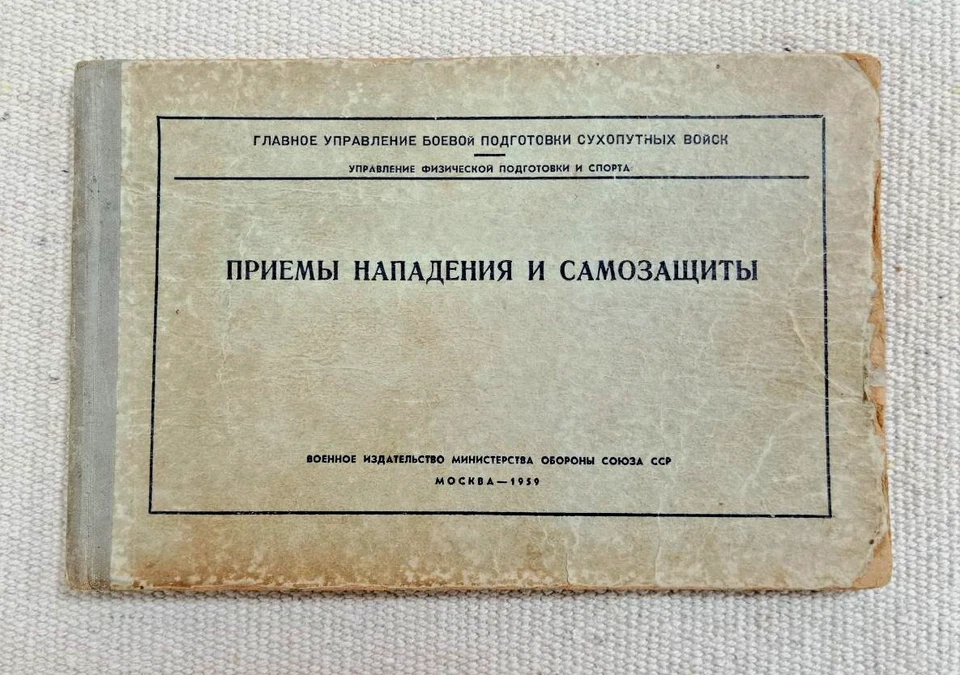 ГЛАВНОЕ УПРАВЛЕНИЕ БОЕВОЙ ПОДГОТОВКИ СУХОПУТНЫХ ВОЙСК
УПРАВЛЕНИЕ ФИЗИЧЕСКОЙ ПОДГОТОВКИ И СПОРТА
ПРИЕМЫ НАПАДЕНИЯ И САМОЗАЩИТЫ
ВОЕННОЕ ИЗДАТЕЛЬСТВО МИНИСТЕРСТВА ОБОРОНЫ СОЮЗА ССР
МОСКВА—1959